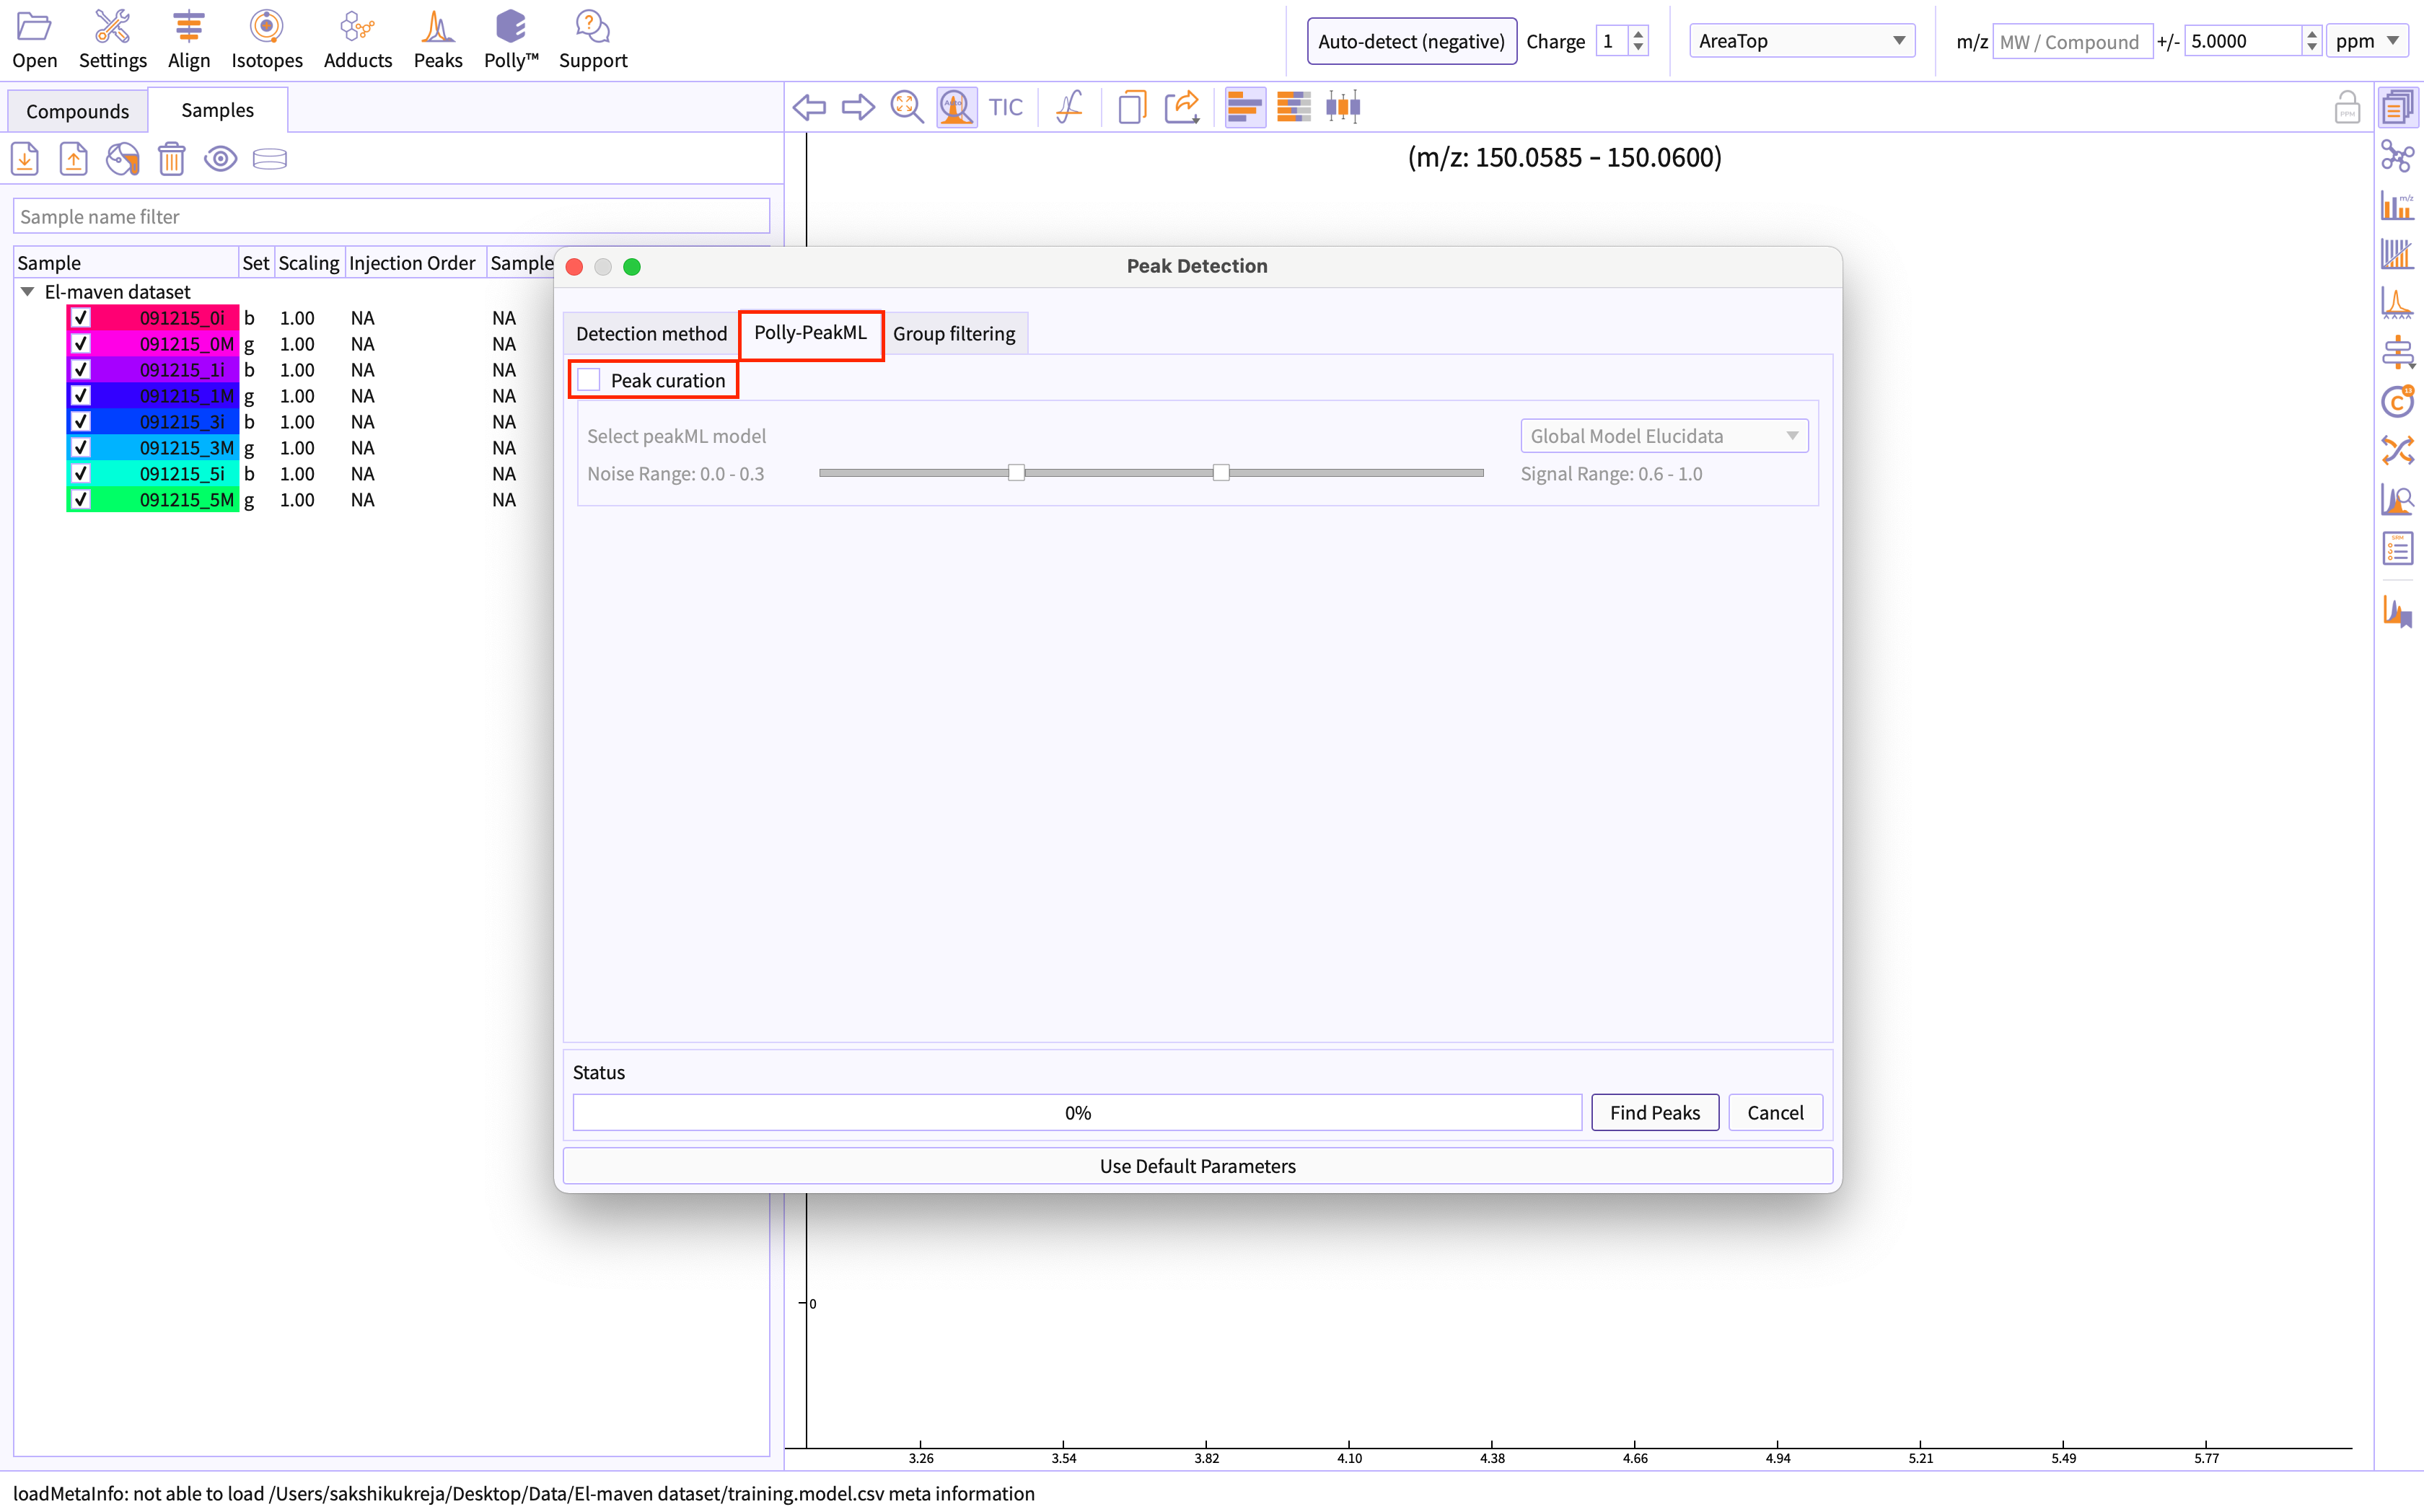 Open Settings Align Isotopes Adducts Peaks Polly™ Support
Auto-detect (negative) Charge 1 AreaTop m/z MW / Compound +/- 5.0000 ppm
Compounds Samples
Auto TIC PPM
(m/z: 150.0585 - 150.0600)
Sample name filter
Sample Set Scaling Injection Order Sample
El-maven dataset
091215_0i b 1.00 NA NA
091215_0M g 1.00 NA NA
091215_1i b 1.00 NA NA
091215_1M g 1.00 NA NA
091215_3i b 1.00 NA NA
091215_3M g 1.00 NA NA
091215_5i b 1.00 NA NA
091215_5M g 1.00 NA NA
Peak Detection
Detection method Polly-PeakML Group filtering
Peak curation
Select peakML model Global Model Elucidata
Noise Range: 0.0 - 0.3 Signal Range: 0.6 - 1.0
Status
0% Find Peaks Cancel
Use Default Parameters
m/z
C 13
SRM
0
3.26 3.54 3.82 4.10 4.38 4.66 4.94 5.21 5.49 5.77
loadMetaInfo: not able to load /Users/sakshikukreja/Desktop/Data/El-maven dataset/training.model.csv meta information